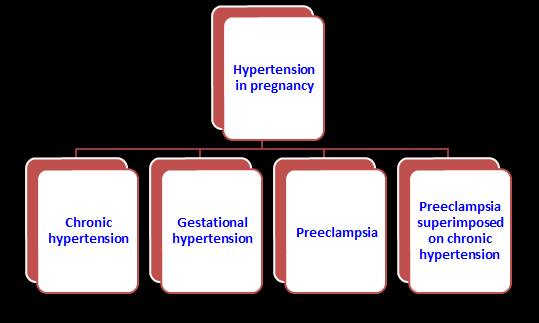 Hypertension
in pregnancy
Chronic
hypertension
Gestational
hypertension
Preeclampsia
Preeclampsia
superimposed
on chronic
hypertension